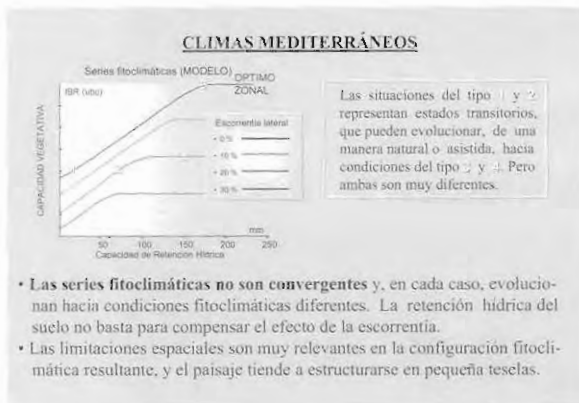 CLIMAS MEDITERRÁNEOS
Series fitoclimáticas (MODELO)
OPTIMO
ZONAL
IBR (ubc)
CAPACIDAD VEGETATIVA
Escorrentía lateral
0 %
10 %
20 %
30 %
mm
50 100 150 200 250
Capacidad de Retención Hídrica
Las situaciones del tipo y
representan estados transitorios,
que pueden evolucionar, de una
manera natural o asistida, hacia
condiciones del tipo y . Pero
ambas son muy diferentes.
• Las series fitoclimáticas no son convergentes y, en cada caso, evolucio-
nan hacia condiciones fitoclimáticas diferentes. La retención hídrica del
suelo no basta para compensar el efecto de la escorrentía.
• Las limitaciones espaciales son muy relevantes en la configuración fitocli-
mática resultante, y el paisaje tiende a estructurarse en pequeña teselas.